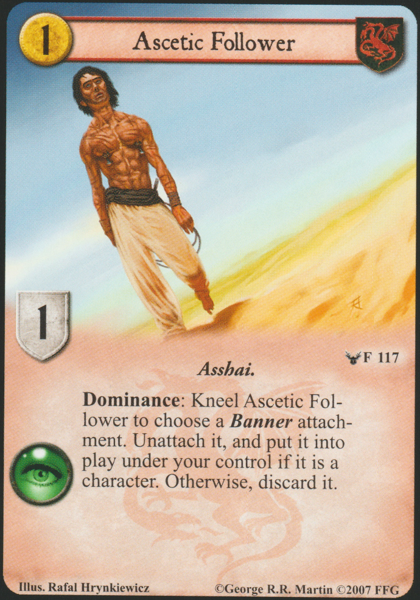 1
Ascetic Follower
1
F 117
Asshai.
Dominance: Kneel Ascetic Fol-
lower to choose a Banner attach-
ment. Unattach it, and put it into
play under your control if it is a
character. Otherwise, discard it.
Illus. Rafal Hrynkiewicz
©George R.R. Martin ©2007 FFG